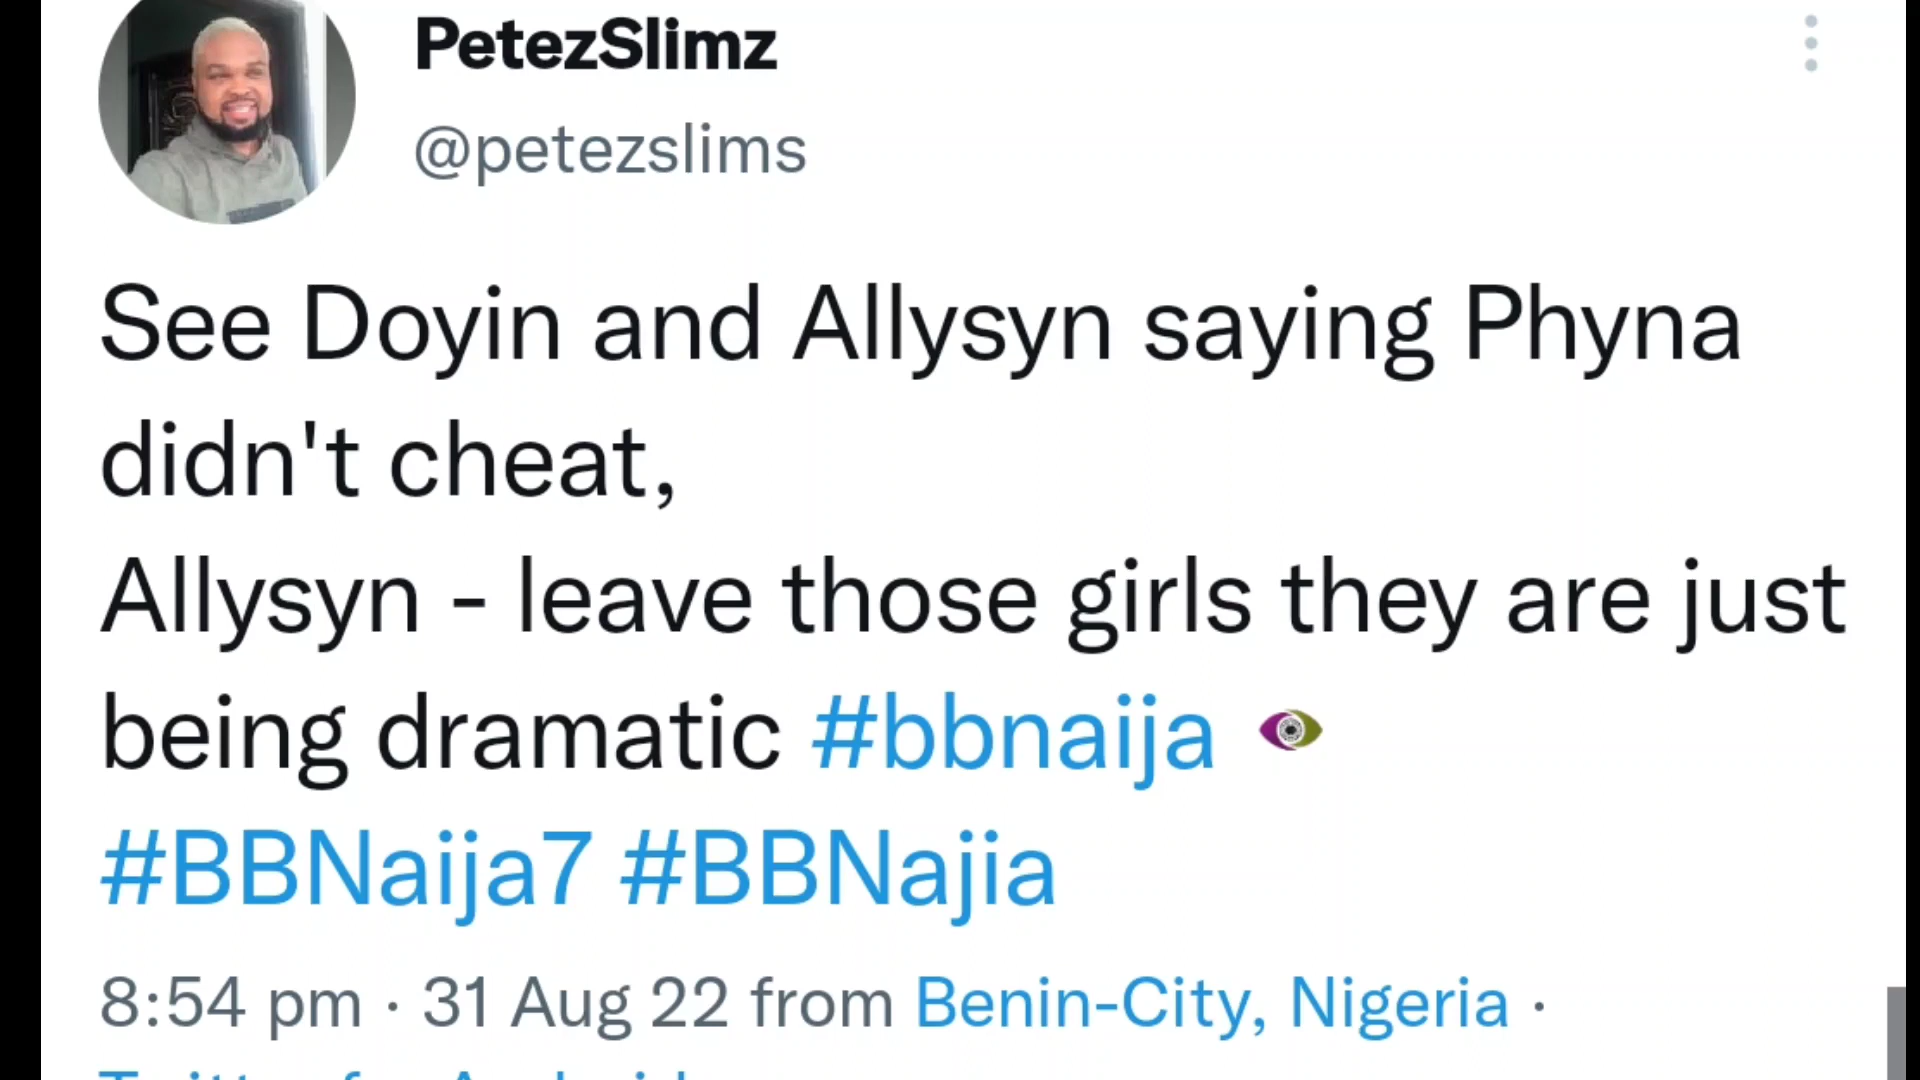 PetezSlimz
@petezslims
See Doyin and Allysyn saying Phyna
didn't cheat,
Allysyn - leave those girls they are just
being dramatic #bbnaija
#BBNaija7 #BBNajia
8:54 pm · 31 Aug 22 from Benin-City, Nigeria ·